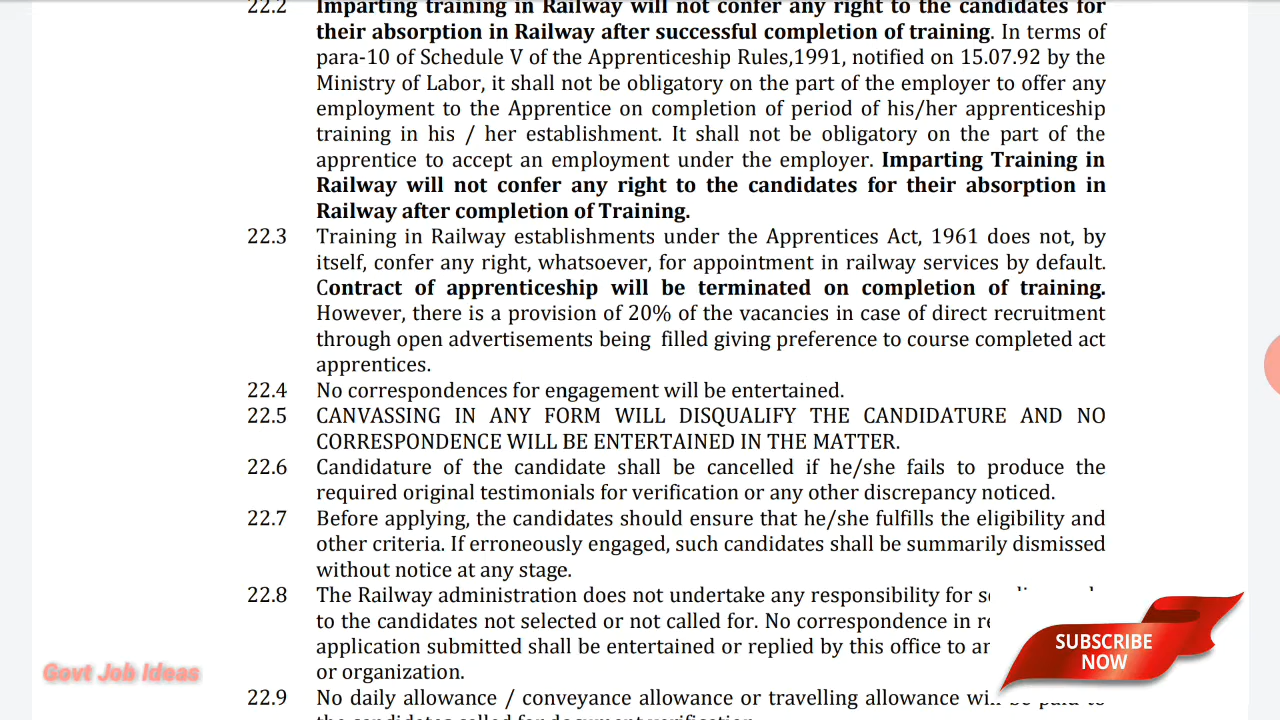 22.2 Imparting training in Railway will not confer any right to the candidates for
their absorption in Railway after successful completion of training. In terms of
para-10 of Schedule V of the Apprenticeship Rules,1991, notified on 15.07.92 by the
Ministry of Labor, it shall not be obligatory on the part of the employer to offer any
employment to the Apprentice on completion of period of his/her apprenticeship
training in his / her establishment. It shall not be obligatory on the part of the
apprentice to accept an employment under the employer. Imparting Training in
Railway will not confer any right to the candidates for their absorption in
Railway after completion of Training.
22.3 Training in Railway establishments under the Apprentices Act, 1961 does not, by
itself, confer any right, whatsoever, for appointment in railway services by default.
Contract of apprenticeship will be terminated on completion of training.
However, there is a provision of 20% of the vacancies in case of direct recruitment
through open advertisements being filled giving preference to course completed act
apprentices.
22.4 No correspondences for engagement will be entertained.
22.5 CANVASSING IN ANY FORM WILL DISQUALIFY THE CANDIDATURE AND NO
CORRESPONDENCE WILL BE ENTERTAINED IN THE MATTER.
22.6 Candidature of the candidate shall be cancelled if he/she fails to produce the
required original testimonials for verification or any other discrepancy noticed.
22.7 Before applying, the candidates should ensure that he/she fulfills the eligibility and
other criteria. If erroneously engaged, such candidates shall be summarily dismissed
without notice at any stage.
22.8 The Railway administration does not undertake any responsibility for
to the candidates not selected or not called for. No correspondence in
application submitted shall be entertained or replied by this office to
or organization.
22.9 No daily allowance / conveyance allowance or travelling allowance will be paid to
the candidates called for document verification.
SUBSCRIBE
NOW
Govt Job Ideas